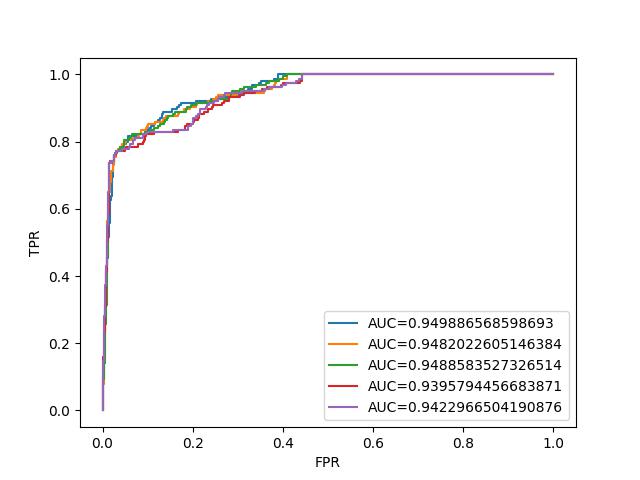 1.0
0.8
0.6
0.4
0.2
0.0
TPR
AUC=0.949886568598693
AUC=0.9482022605146384
AUC=0.9488583527326514
AUC=0.9395794456683871
AUC=0.9422966504190876
0.0 0.2 0.4 0.6 0.8 1.0
FPR